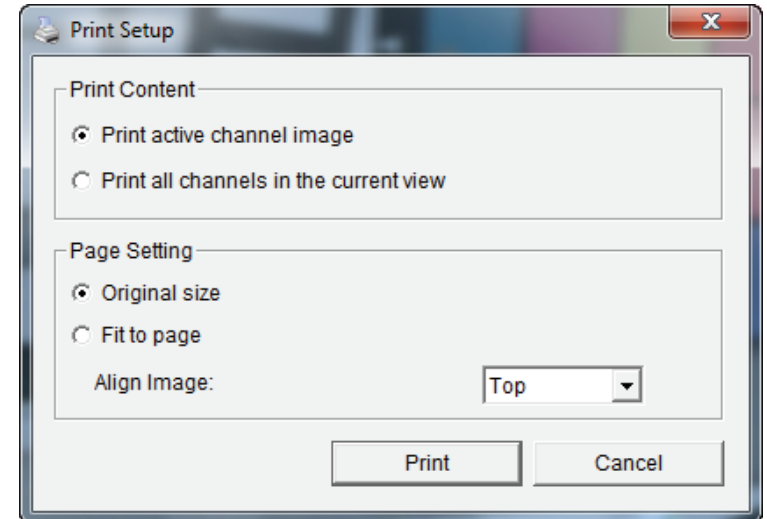 Print Setup
Print Content
Print active channel image
Print all channels in the current view
Page Setting
Original size
Fit to page
Align Image: Top
Print Cancel